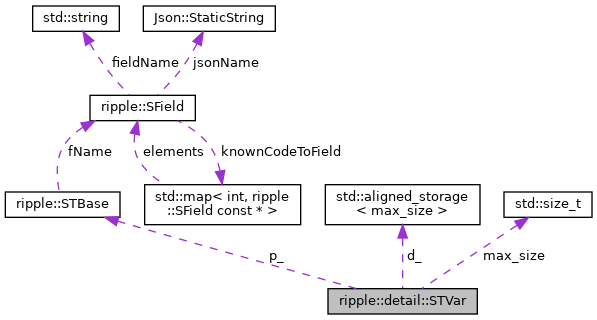 std::string
Json::StaticString
fieldName
jsonName
ripple::SField
fName
elements
knownCodeToField
ripple::STBase
std::map< int, ripple
::SField const * >
std::aligned_storage
< max_size >
std::size_t
p_
d_
max_size
ripple::detail::STVar